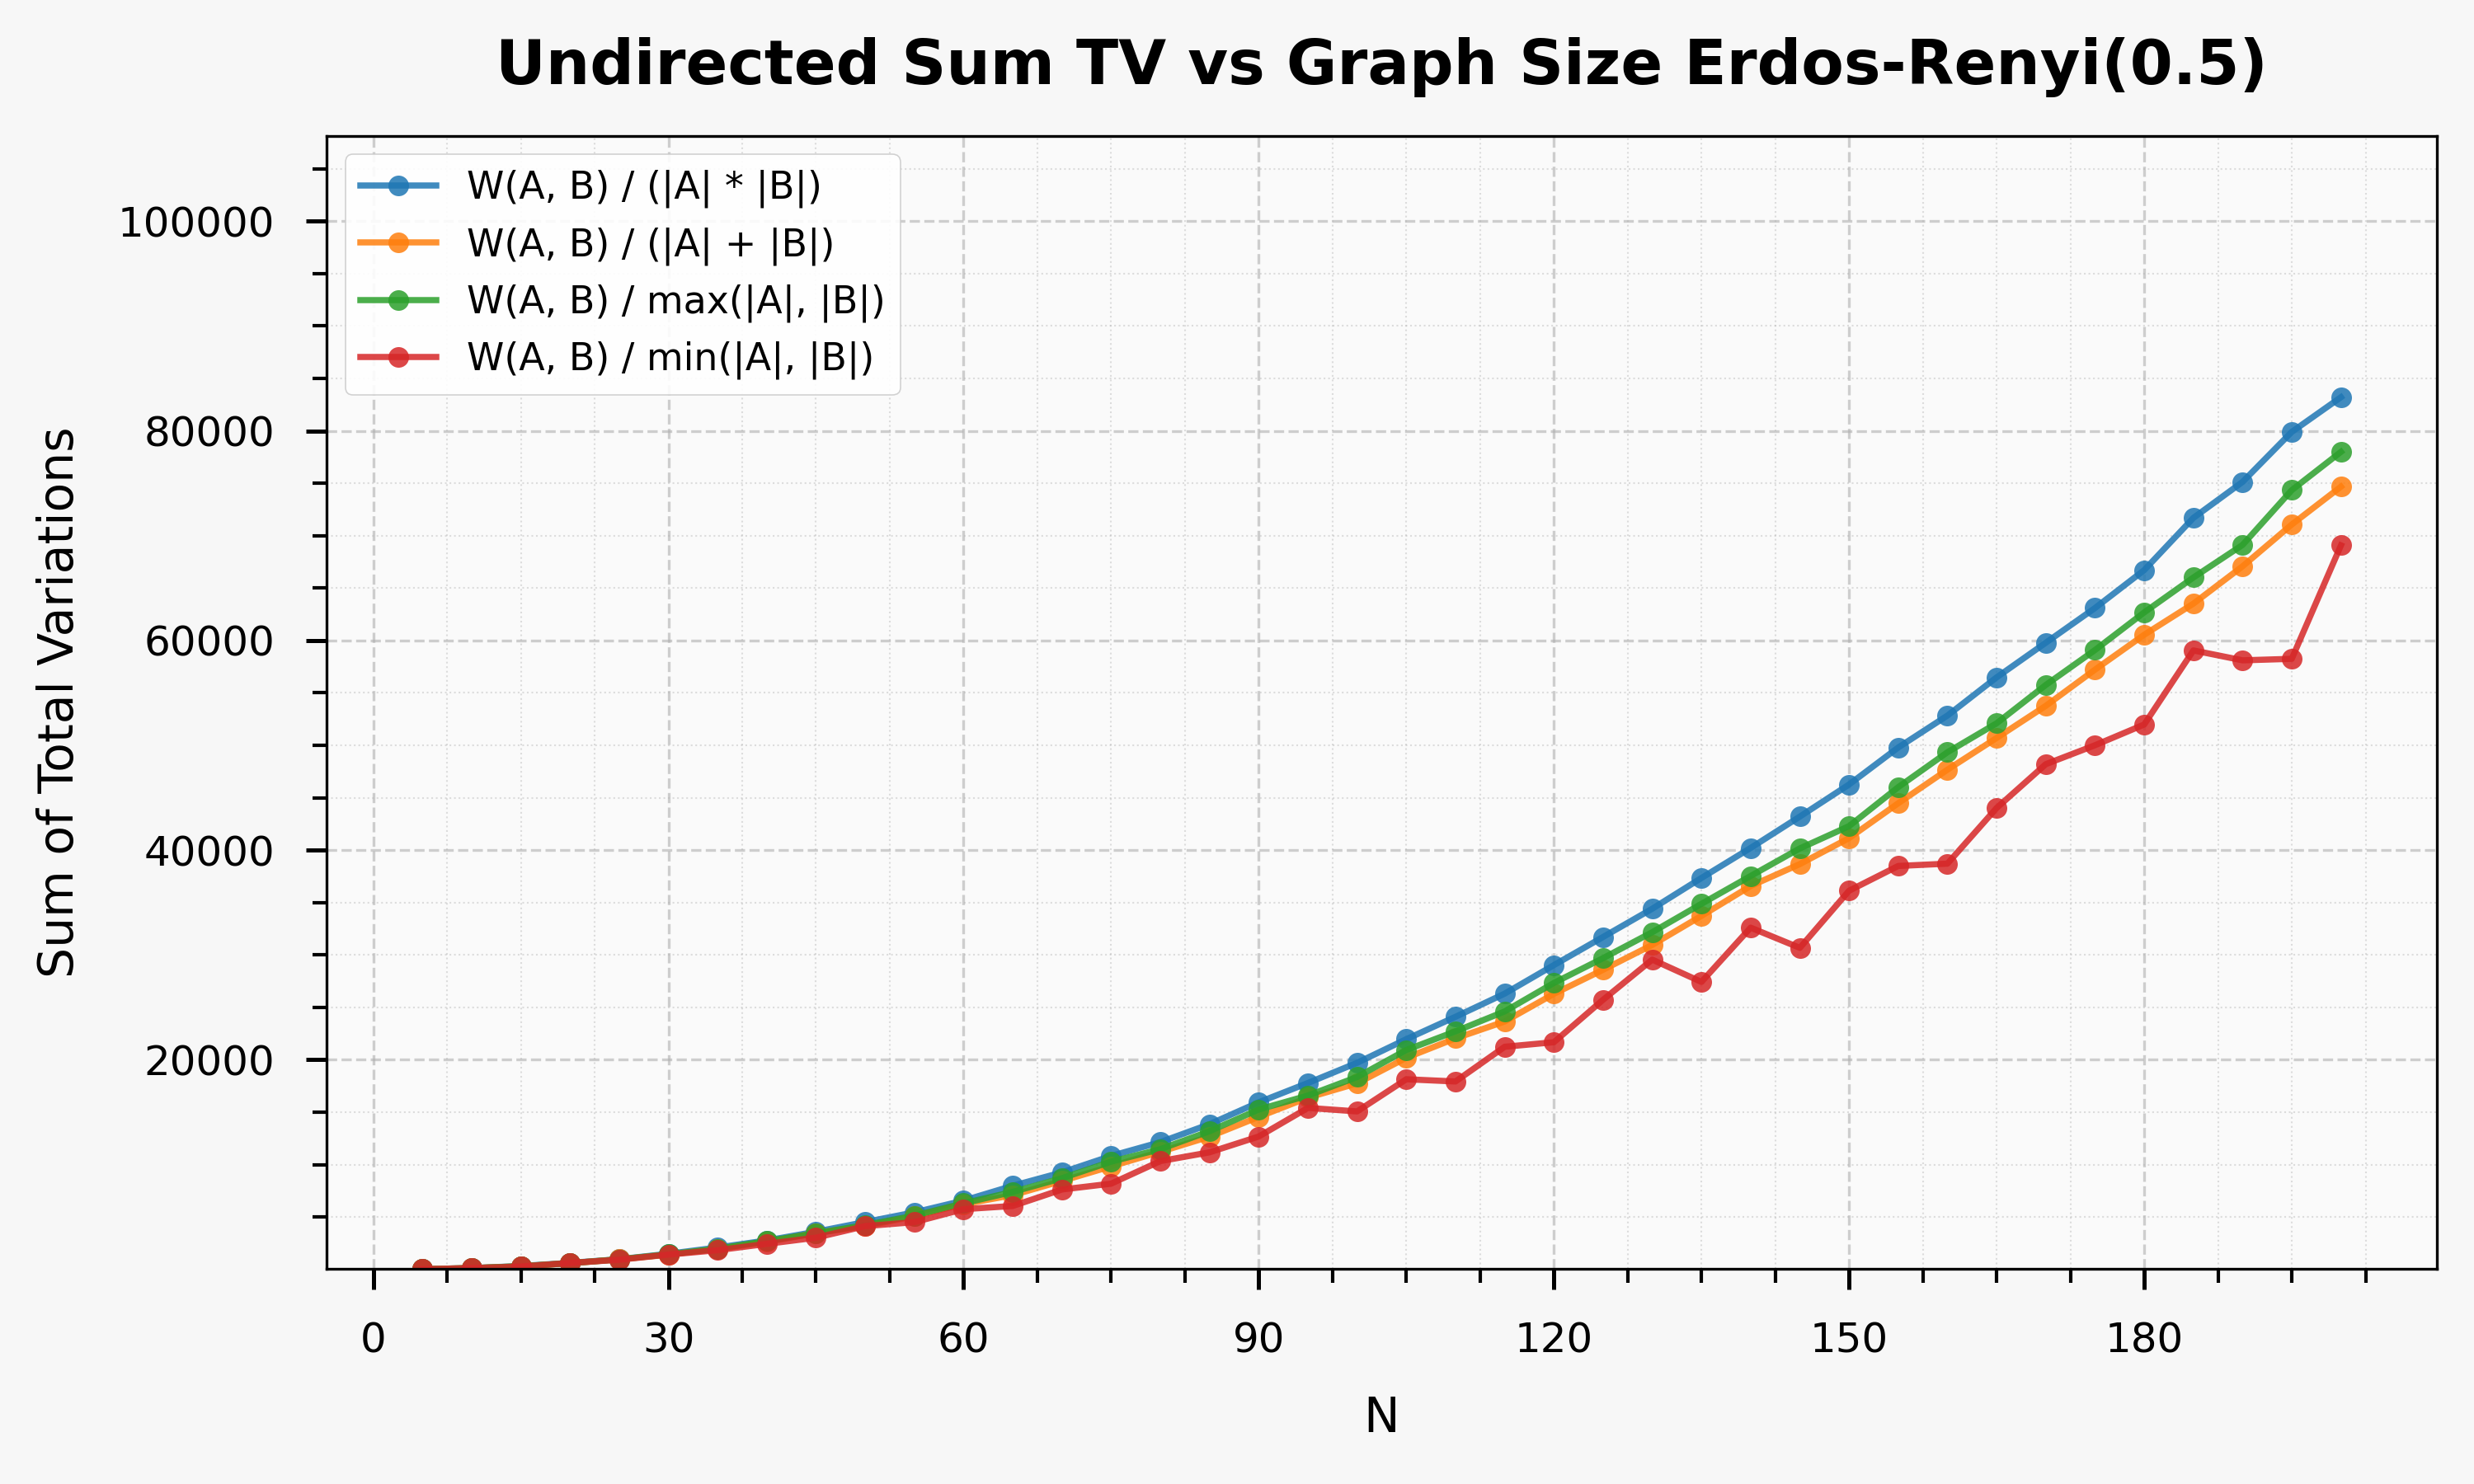 Undirected Sum TV vs Graph Size Erdos-Renyi(0.5)
W(A, B) / (|A| * |B|)
W(A, B) / (|A| + |B|)
W(A, B) / max(|A|, |B|)
W(A, B) / min(|A|, |B|)
Sum of Total Variations
100000
80000
60000
40000
20000
0 30 60 90 120 150 180
N